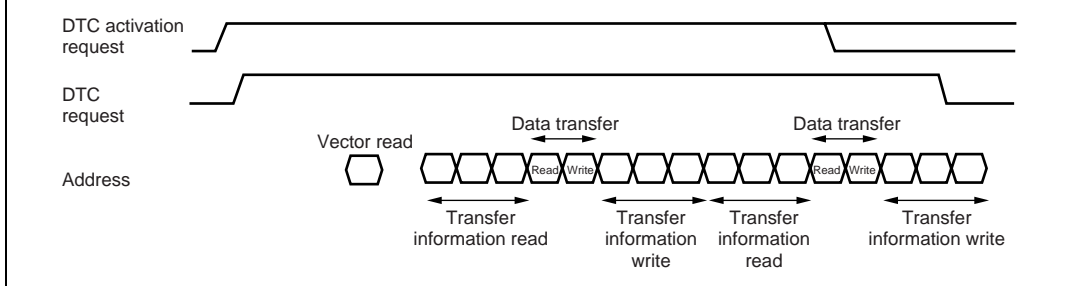 DTC activation
request
DTC
request
Data transfer
Data transfer
Vector read
Address
Read
Write
Read
Write
Transfer
information read
Transfer
information
write
Transfer
information
read
Transfer
information write